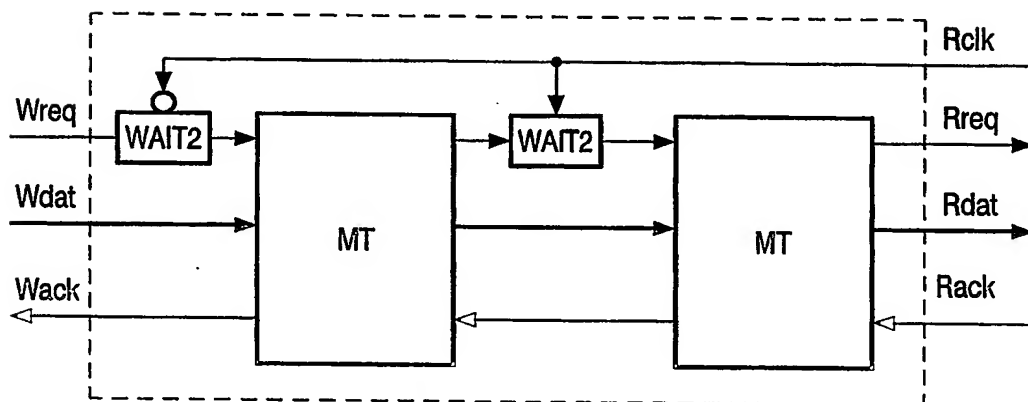 Rclk
Wreq
WAIT2
WAIT2
Rreq
Wdat
MT
MT
Rdat
Wack
Rack